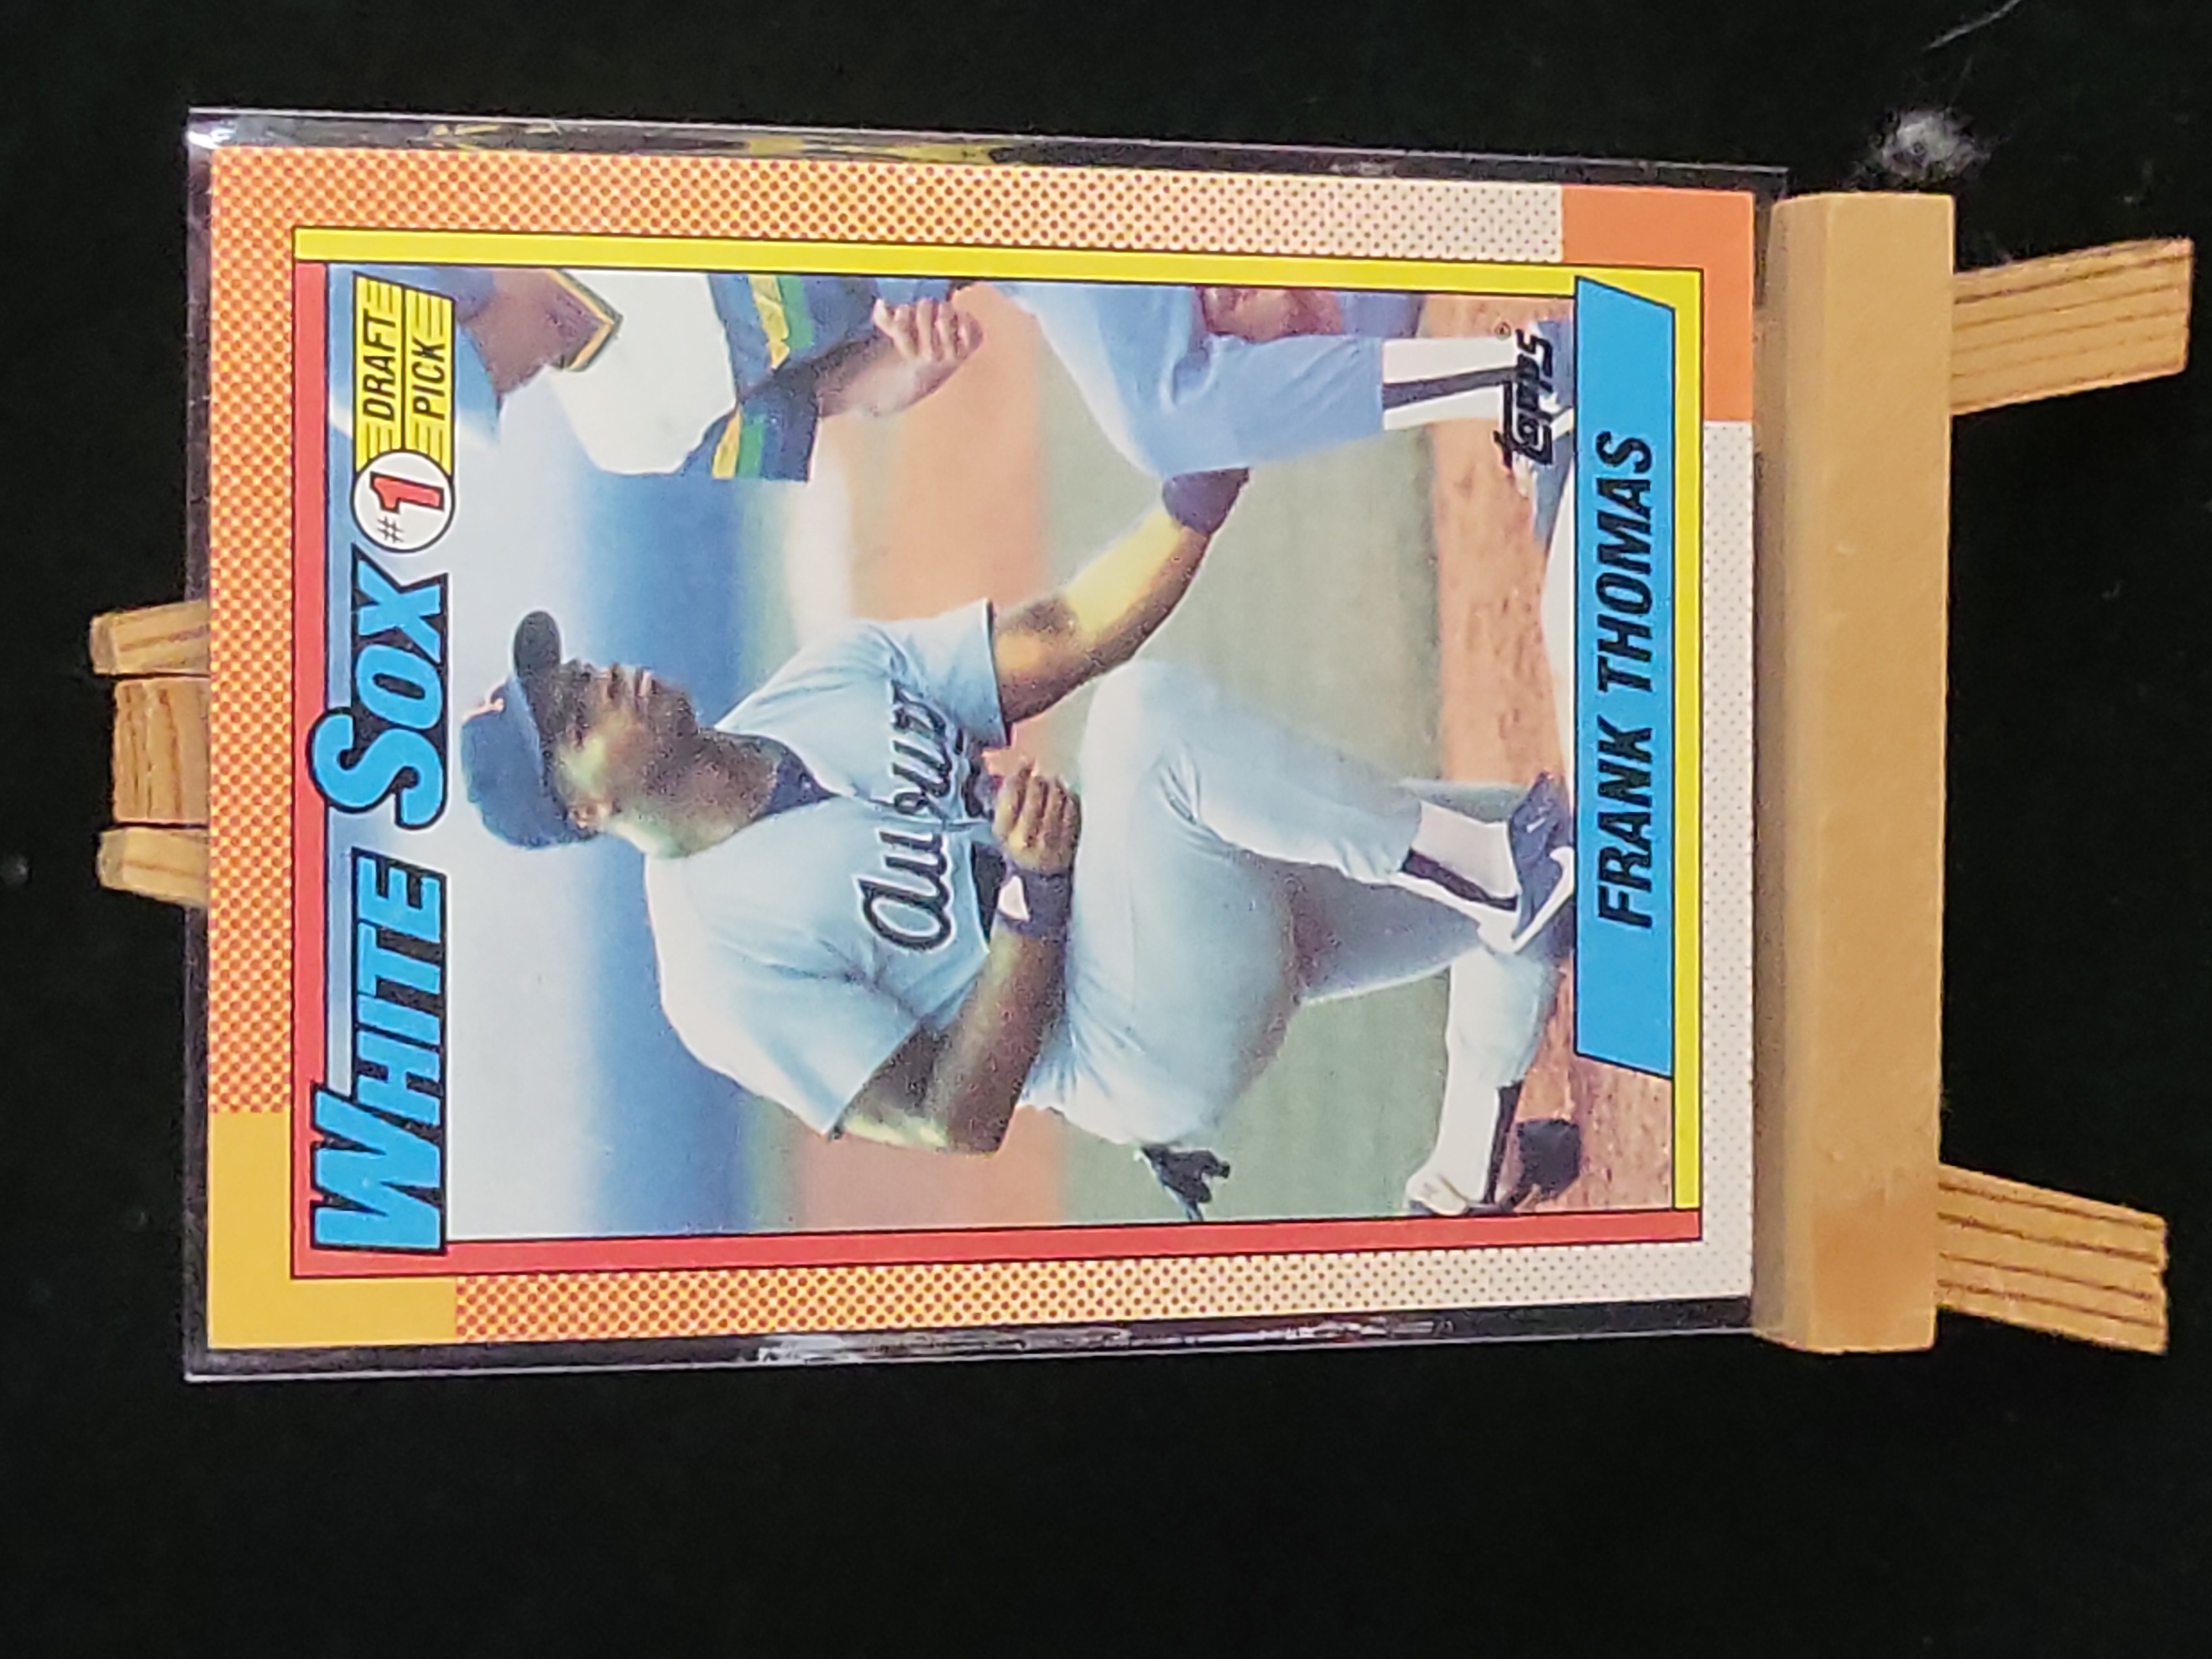 WHITE SOX
#1 DRAFT
PICK
Auburn
topps®
FRANK THOMAS